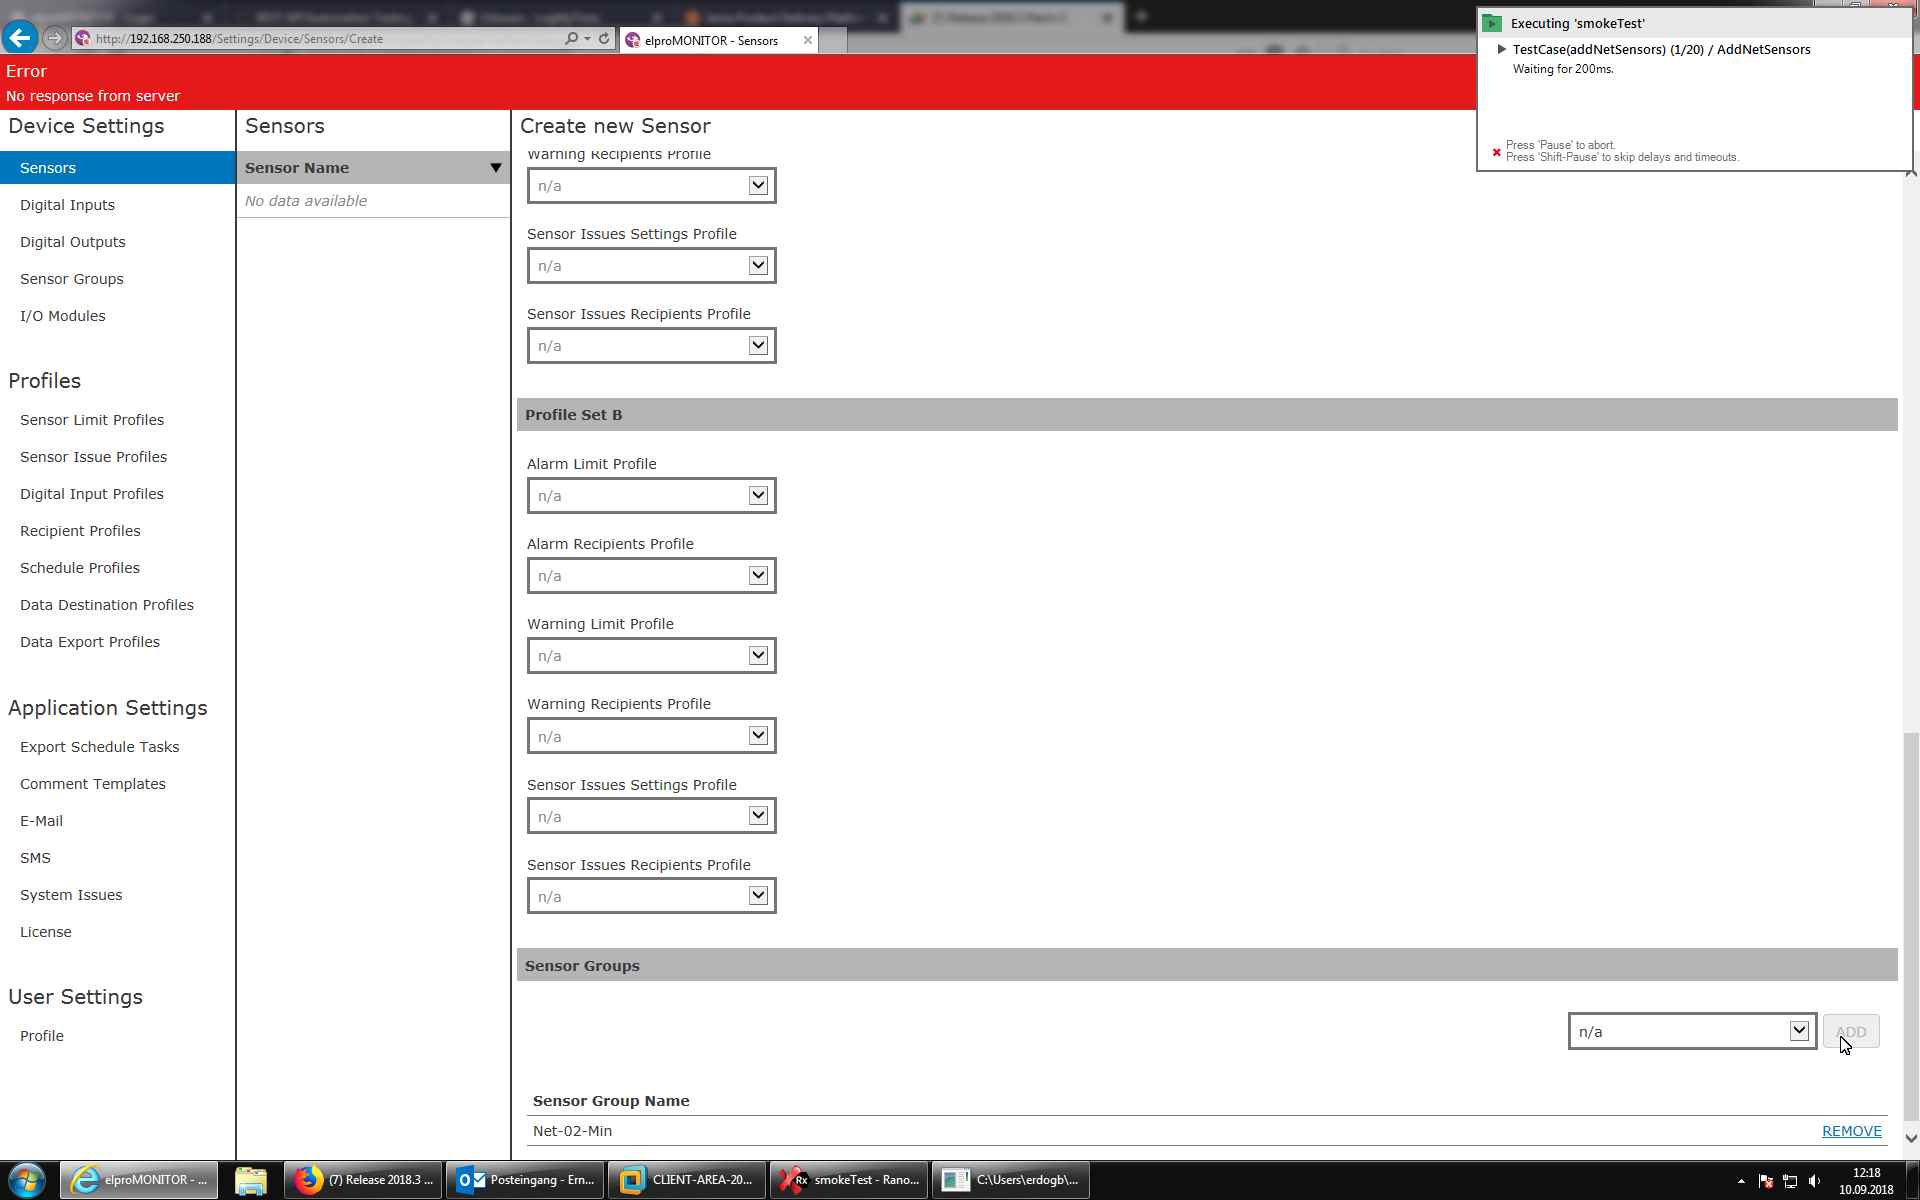 http://192.168.250.188/Settings/Device/Sensors/Create
elproMONITOR - Sensors
Executing 'smokeTest'
TestCase(addNetSensors) (1/20) / AddNetSensors
Waiting for 200ms.
Press 'Pause' to abort.
Press 'Shift-Pause' to skip delays and timeouts.
Error
No response from server
Device Settings
Sensors
Digital Inputs
Digital Outputs
Sensor Groups
I/O Modules
Profiles
Sensor Limit Profiles
Sensor Issue Profiles
Digital Input Profiles
Recipient Profiles
Schedule Profiles
Data Destination Profiles
Data Export Profiles
Application Settings
Export Schedule Tasks
Comment Templates
E-Mail
SMS
System Issues
License
User Settings
Profile
Sensors
Sensor Name
No data available
Create new Sensor
Warning Recipients Profile
n/a
Sensor Issues Settings Profile
n/a
Sensor Issues Recipients Profile
n/a
Profile Set B
Alarm Limit Profile
n/a
Alarm Recipients Profile
n/a
Warning Limit Profile
n/a
Warning Recipients Profile
n/a
Sensor Issues Settings Profile
n/a
Sensor Issues Recipients Profile
n/a
Sensor Groups
n/a
ADD
Sensor Group Name
Net-02-Min
REMOVE
elproMONITOR - ...
(7) Release 2018.3 ...
Posteingang - Ern...
CLIENT-AREA-20...
smokeTest - Rano...
C:\Users\erdogb\...
12:18
10.09.2018